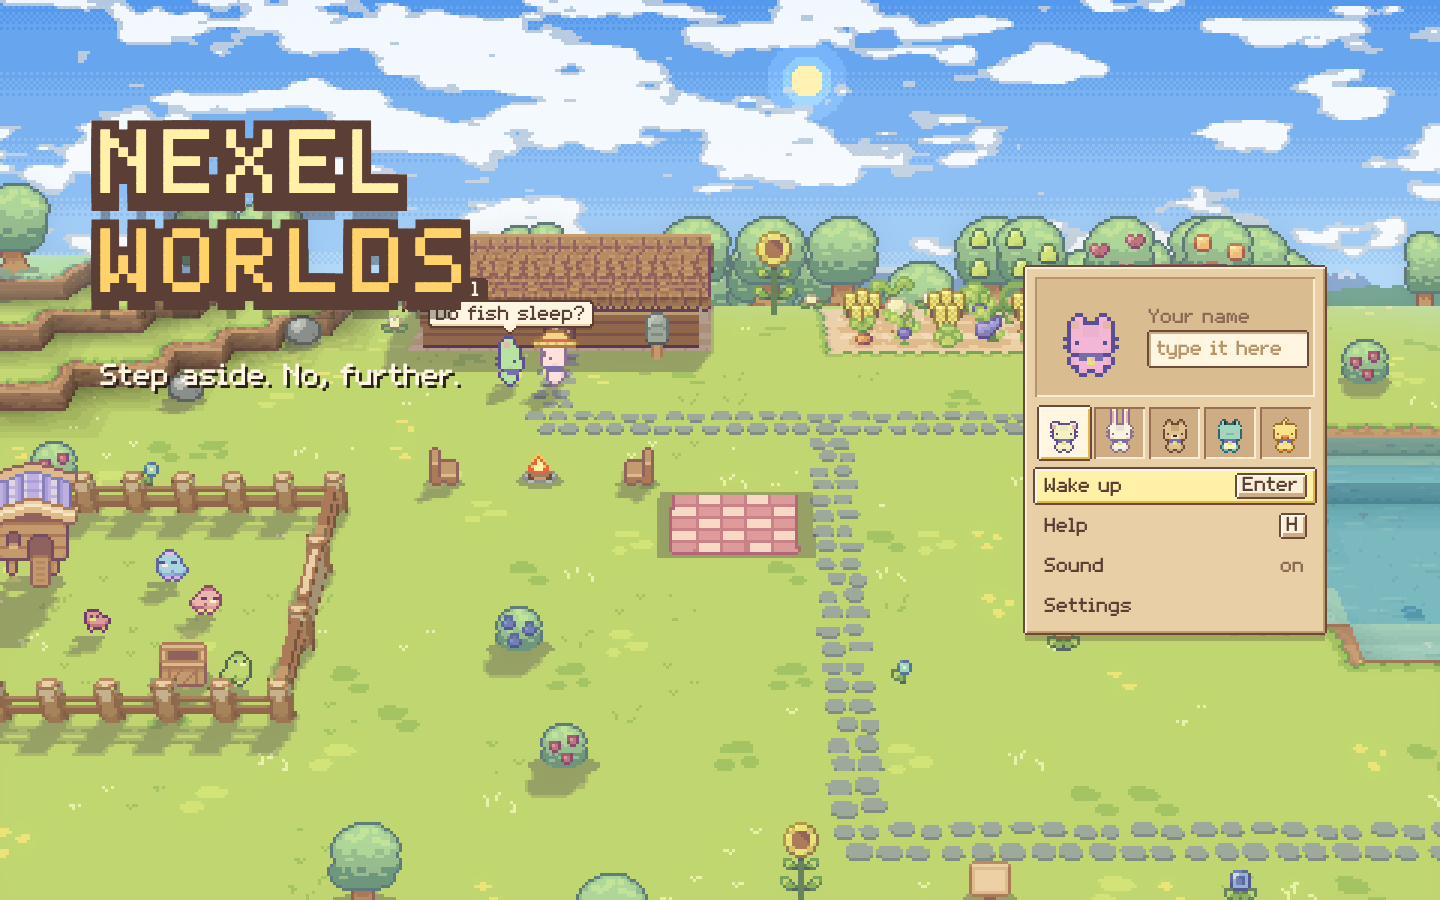 NEXEL
WORLDS
1
Do fish sleep?
Step aside. No, further.
Your name
type it here
Wake up Enter
Help H
Sound on
Settings